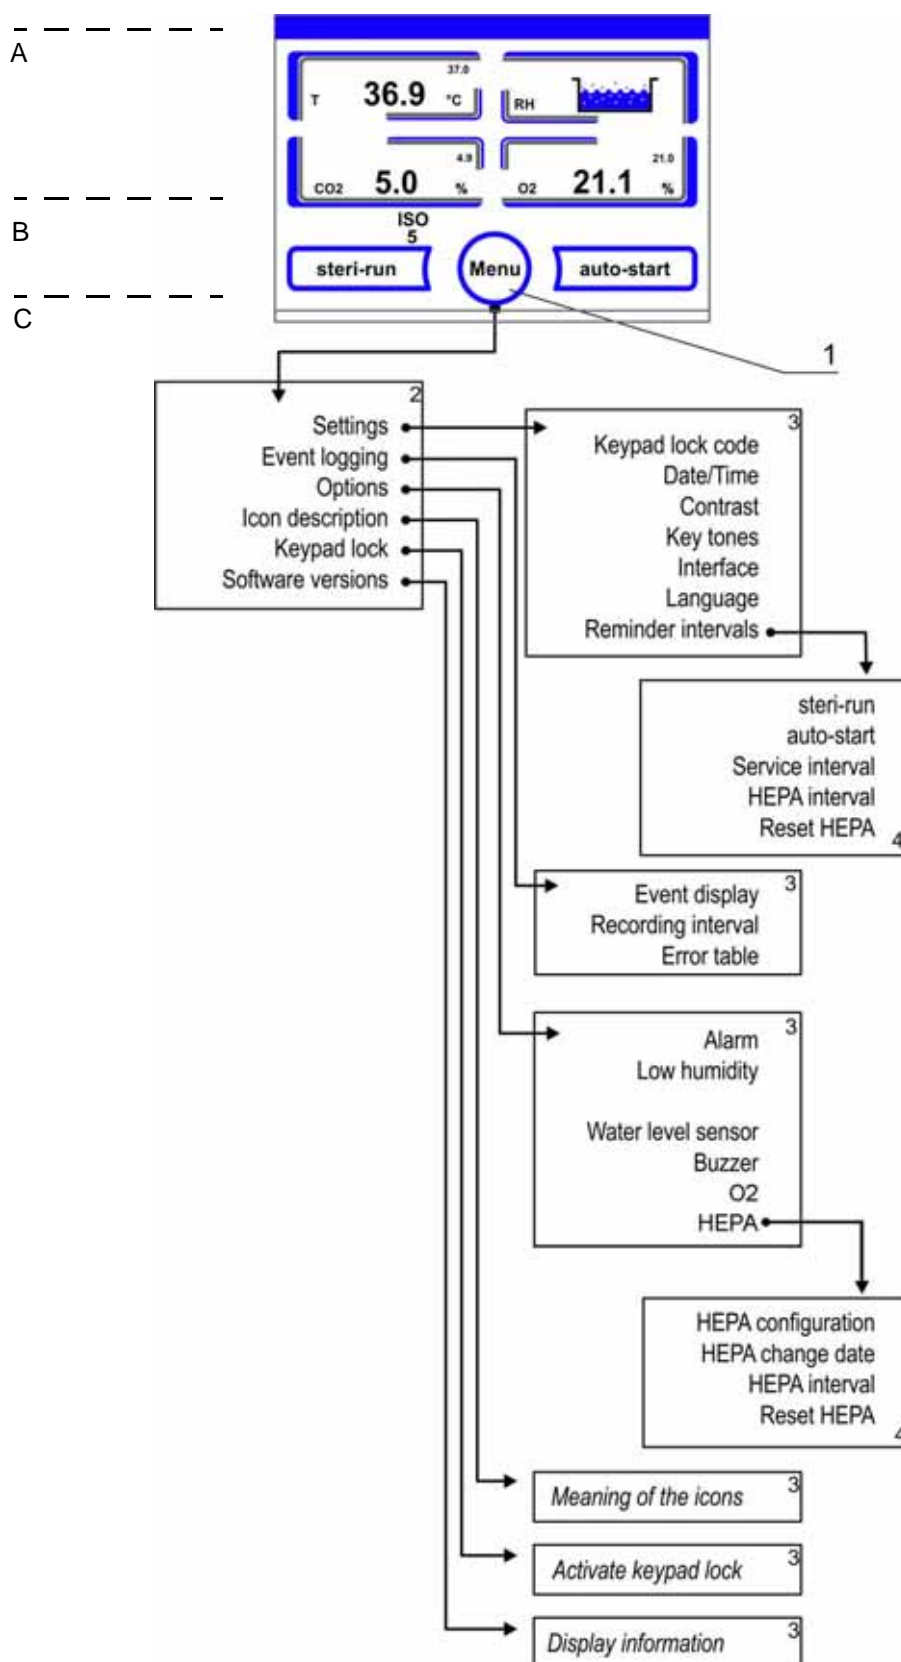 A
37.0
T 36.9 °C
RH
4.9
CO2 5.0 %
21.0
O2 21.1 %
B
ISO
5
steri-run
Menu
auto-start
C
1
2
Settings
Event logging
Options
Icon description
Keypad lock
Software versions
3
Keypad lock code
Date/Time
Contrast
Key tones
Interface
Language
Reminder intervals
steri-run
auto-start
Service interval
HEPA interval
Reset HEPA
4
3
Event display
Recording interval
Error table
3
Alarm
Low humidity
Water level sensor
Buzzer
O2
HEPA
HEPA configuration
HEPA change date
HEPA interval
Reset HEPA
4
Meaning of the icons 3
Activate keypad lock 3
Display information 3